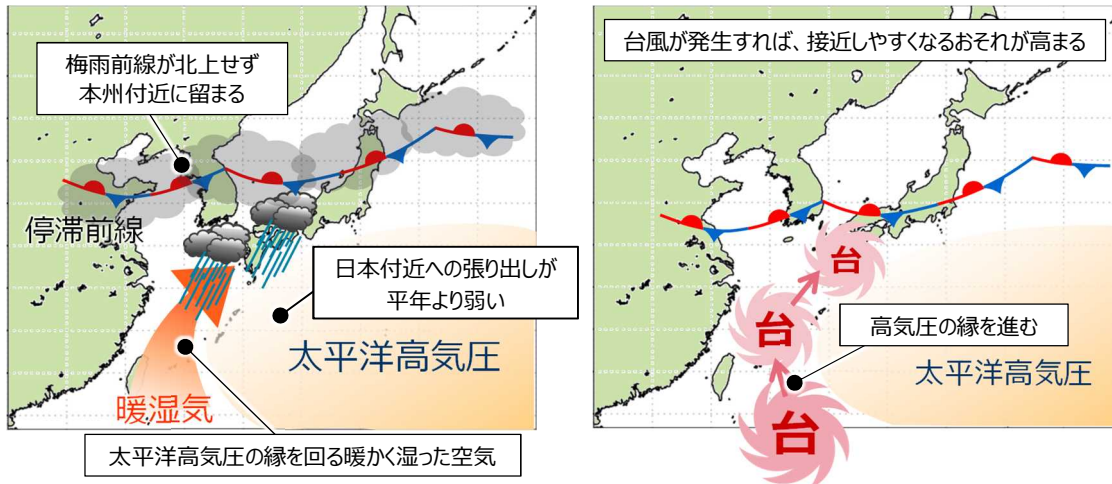 梅雨前線が北上せず
本州付近に留まる
停滞前線
日本付近への張り出しが
平年より弱い
太平洋高気圧
暖湿気
太平洋高気圧の縁を回る暖かく湿った空気
台風が発生すれば、接近しやすくなるおそれが高まる
台
台
高気圧の縁を進む
太平洋高気圧
台